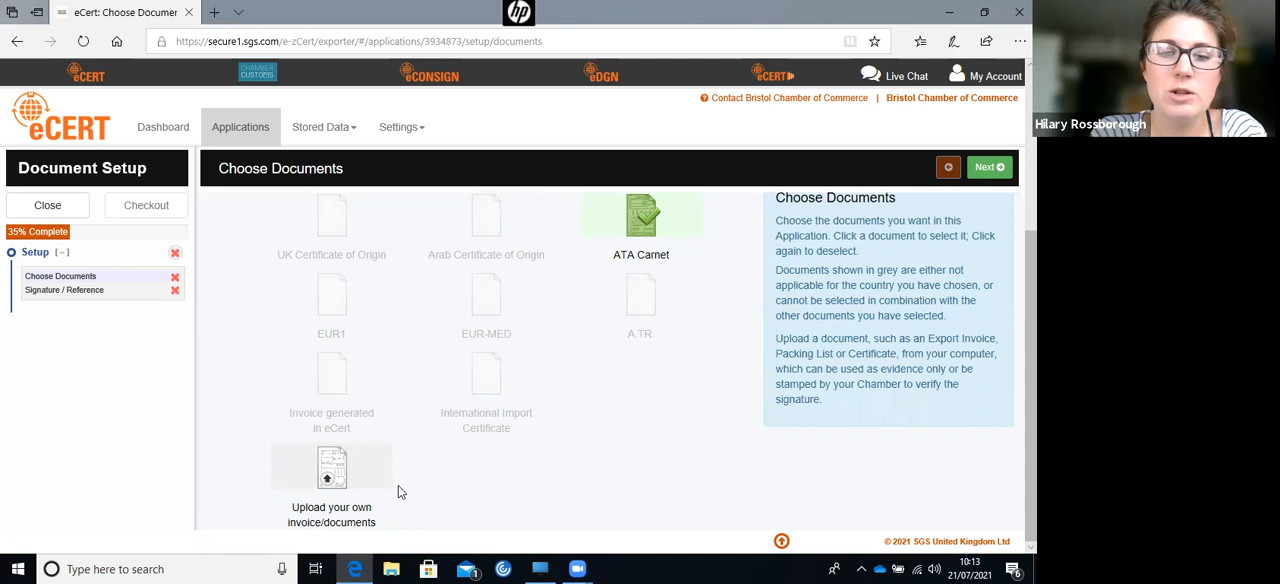 eCert: Choose Documer
https://secure1.sgs.com/e-zCert/exporter/#/applications/3934873/setup/documents
eCERT
CHAMBER CUSTOMS
eCONSIGN
eDGN
eCERT
Live Chat
My Account
Contact Bristol Chamber of Commerce | Bristol Chamber of Commerce
eCERT
Dashboard
Applications
Stored Data
Settings
Document Setup
Choose Documents
Next
Close
Checkout
35% Complete
Setup [−]
Choose Documents
Signature / Reference
UK Certificate of Origin
Arab Certificate of Origin
ATA Carnet
EUR1
EUR-MED
A.TR.
Invoice generated
in eCert
International Import
Certificate
Upload your own
invoice/documents
Choose Documents
Choose the documents you want in this
Application. Click a document to select it; Click
again to deselect.
Documents shown in grey are either not
applicable for the country you have chosen, or
cannot be selected in combination with the
other documents you have selected.
Upload a document, such as an Export Invoice,
Packing List or Certificate, from your computer,
which can be used as evidence only or be
stamped by your Chamber to verify the
signature.
© 2021 SGS United Kingdom Ltd
Type here to search
1
10:13
21/07/2021
6
hp
Hilary Rossborough